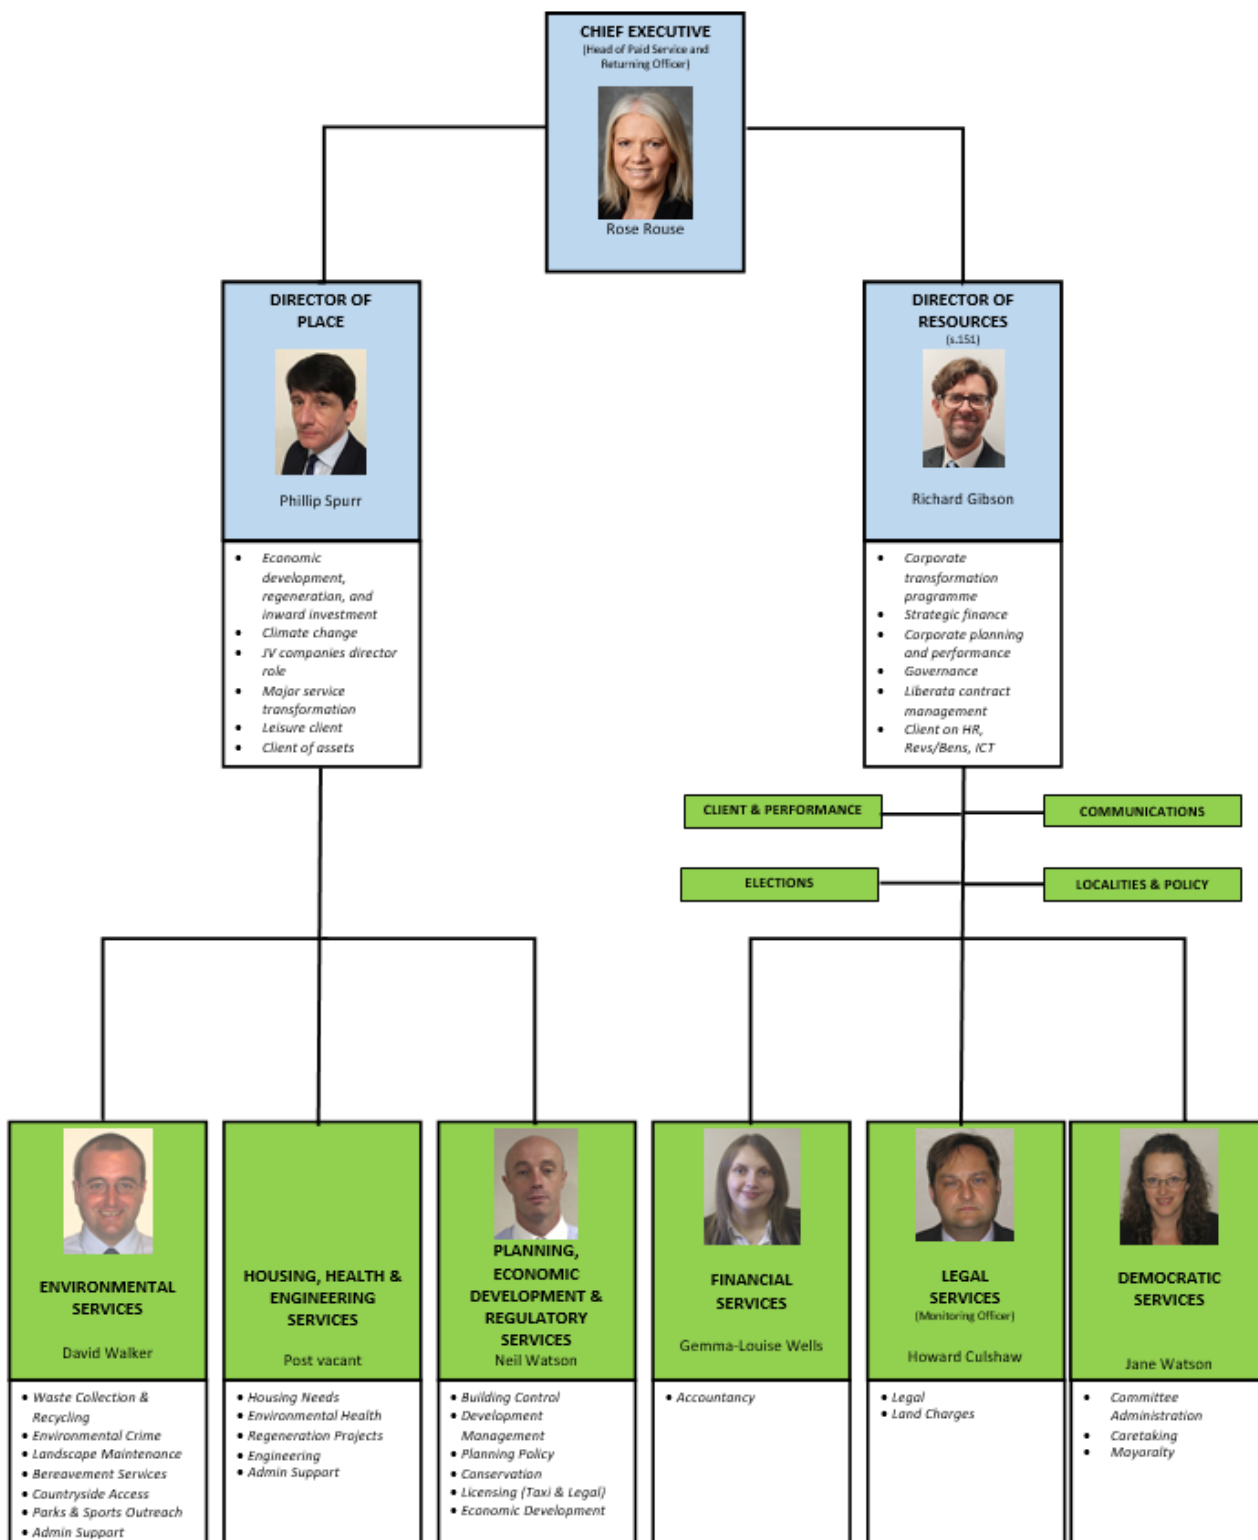 CHIEF EXECUTIVE
(Head of Paid Service and
Returning Officer)
Rose Rouse
DIRECTOR OF
PLACE
Phillip Spurr
• Economic
development,
regeneration, and
inward investment
• Climate change
• JV companies director
role
• Major service
transformation
• Leisure client
• Client of assets
DIRECTOR OF
RESOURCES
(s.151)
Richard Gibson
• Corporate
transformation
programme
• Strategic finance
• Corporate planning
and performance
• Governance
• Liberata contract
management
• Client on HR,
Revs/Bens, ICT
CLIENT & PERFORMANCE
COMMUNICATIONS
ELECTIONS
LOCALITIES & POLICY
ENVIRONMENTAL
SERVICES
David Walker
• Waste Collection &
Recycling
• Environmental Crime
• Landscape Maintenance
• Bereavement Services
• Countryside Access
• Parks & Sports Outreach
• Admin Support
HOUSING, HEALTH &
ENGINEERING
SERVICES
Post vacant
• Housing Needs
• Environmental Health
• Regeneration Projects
• Engineering
• Admin Support
PLANNING,
ECONOMIC
DEVELOPMENT &
REGULATORY
SERVICES
Neil Watson
• Building Control
• Development
Management
• Planning Policy
• Conservation
• Licensing (Taxi & Legal)
• Economic Development
FINANCIAL
SERVICES
Gemma-Louise Wells
• Accountancy
LEGAL
SERVICES
(Monitoring Officer)
Howard Culshaw
• Legal
• Land Charges
DEMOCRATIC
SERVICES
Jane Watson
• Committee
Administration
• Caretaking
• Mayoralty